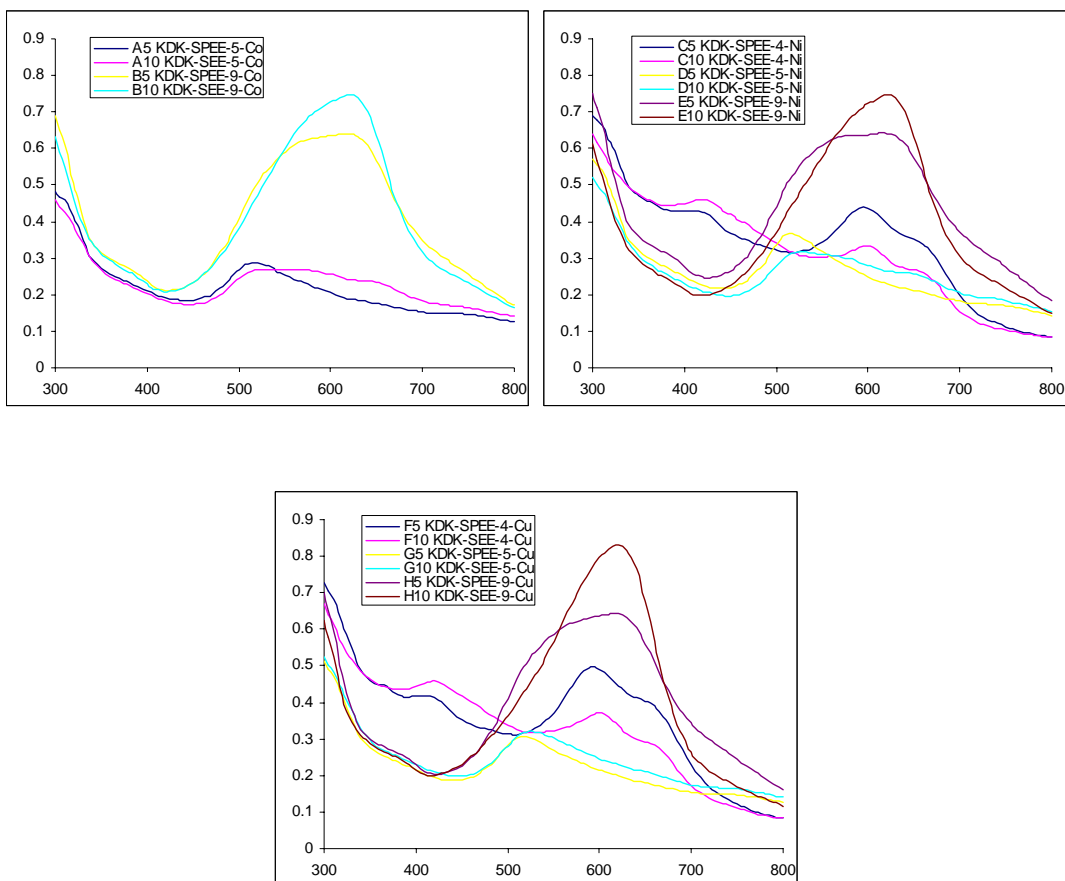 A5 KDK-SPEE-5-Co
A10 KDK-SEE-5-Co
B5 KDK-SPEE-9-Co
B10 KDK-SEE-9-Co
0.9
0.8
0.7
0.6
0.5
0.4
0.3
0.2
0.1
0
300 400 500 600 700 800
C5 KDK-SPEE-4-Ni
C10 KDK-SEE-4-Ni
D5 KDK-SPEE-5-Ni
D10 KDK-SEE-5-Ni
E5 KDK-SPEE-9-Ni
E10 KDK-SEE-9-Ni
0.9
0.8
0.7
0.6
0.5
0.4
0.3
0.2
0.1
0
300 400 500 600 700 800
F5 KDK-SPEE-4-Cu
F10 KDK-SEE-4-Cu
G5 KDK-SPEE-5-Cu
G10 KDK-SEE-5-Cu
H5 KDK-SPEE-9-Cu
H10 KDK-SEE-9-Cu
0.9
0.8
0.7
0.6
0.5
0.4
0.3
0.2
0.1
0
300 400 500 600 700 800